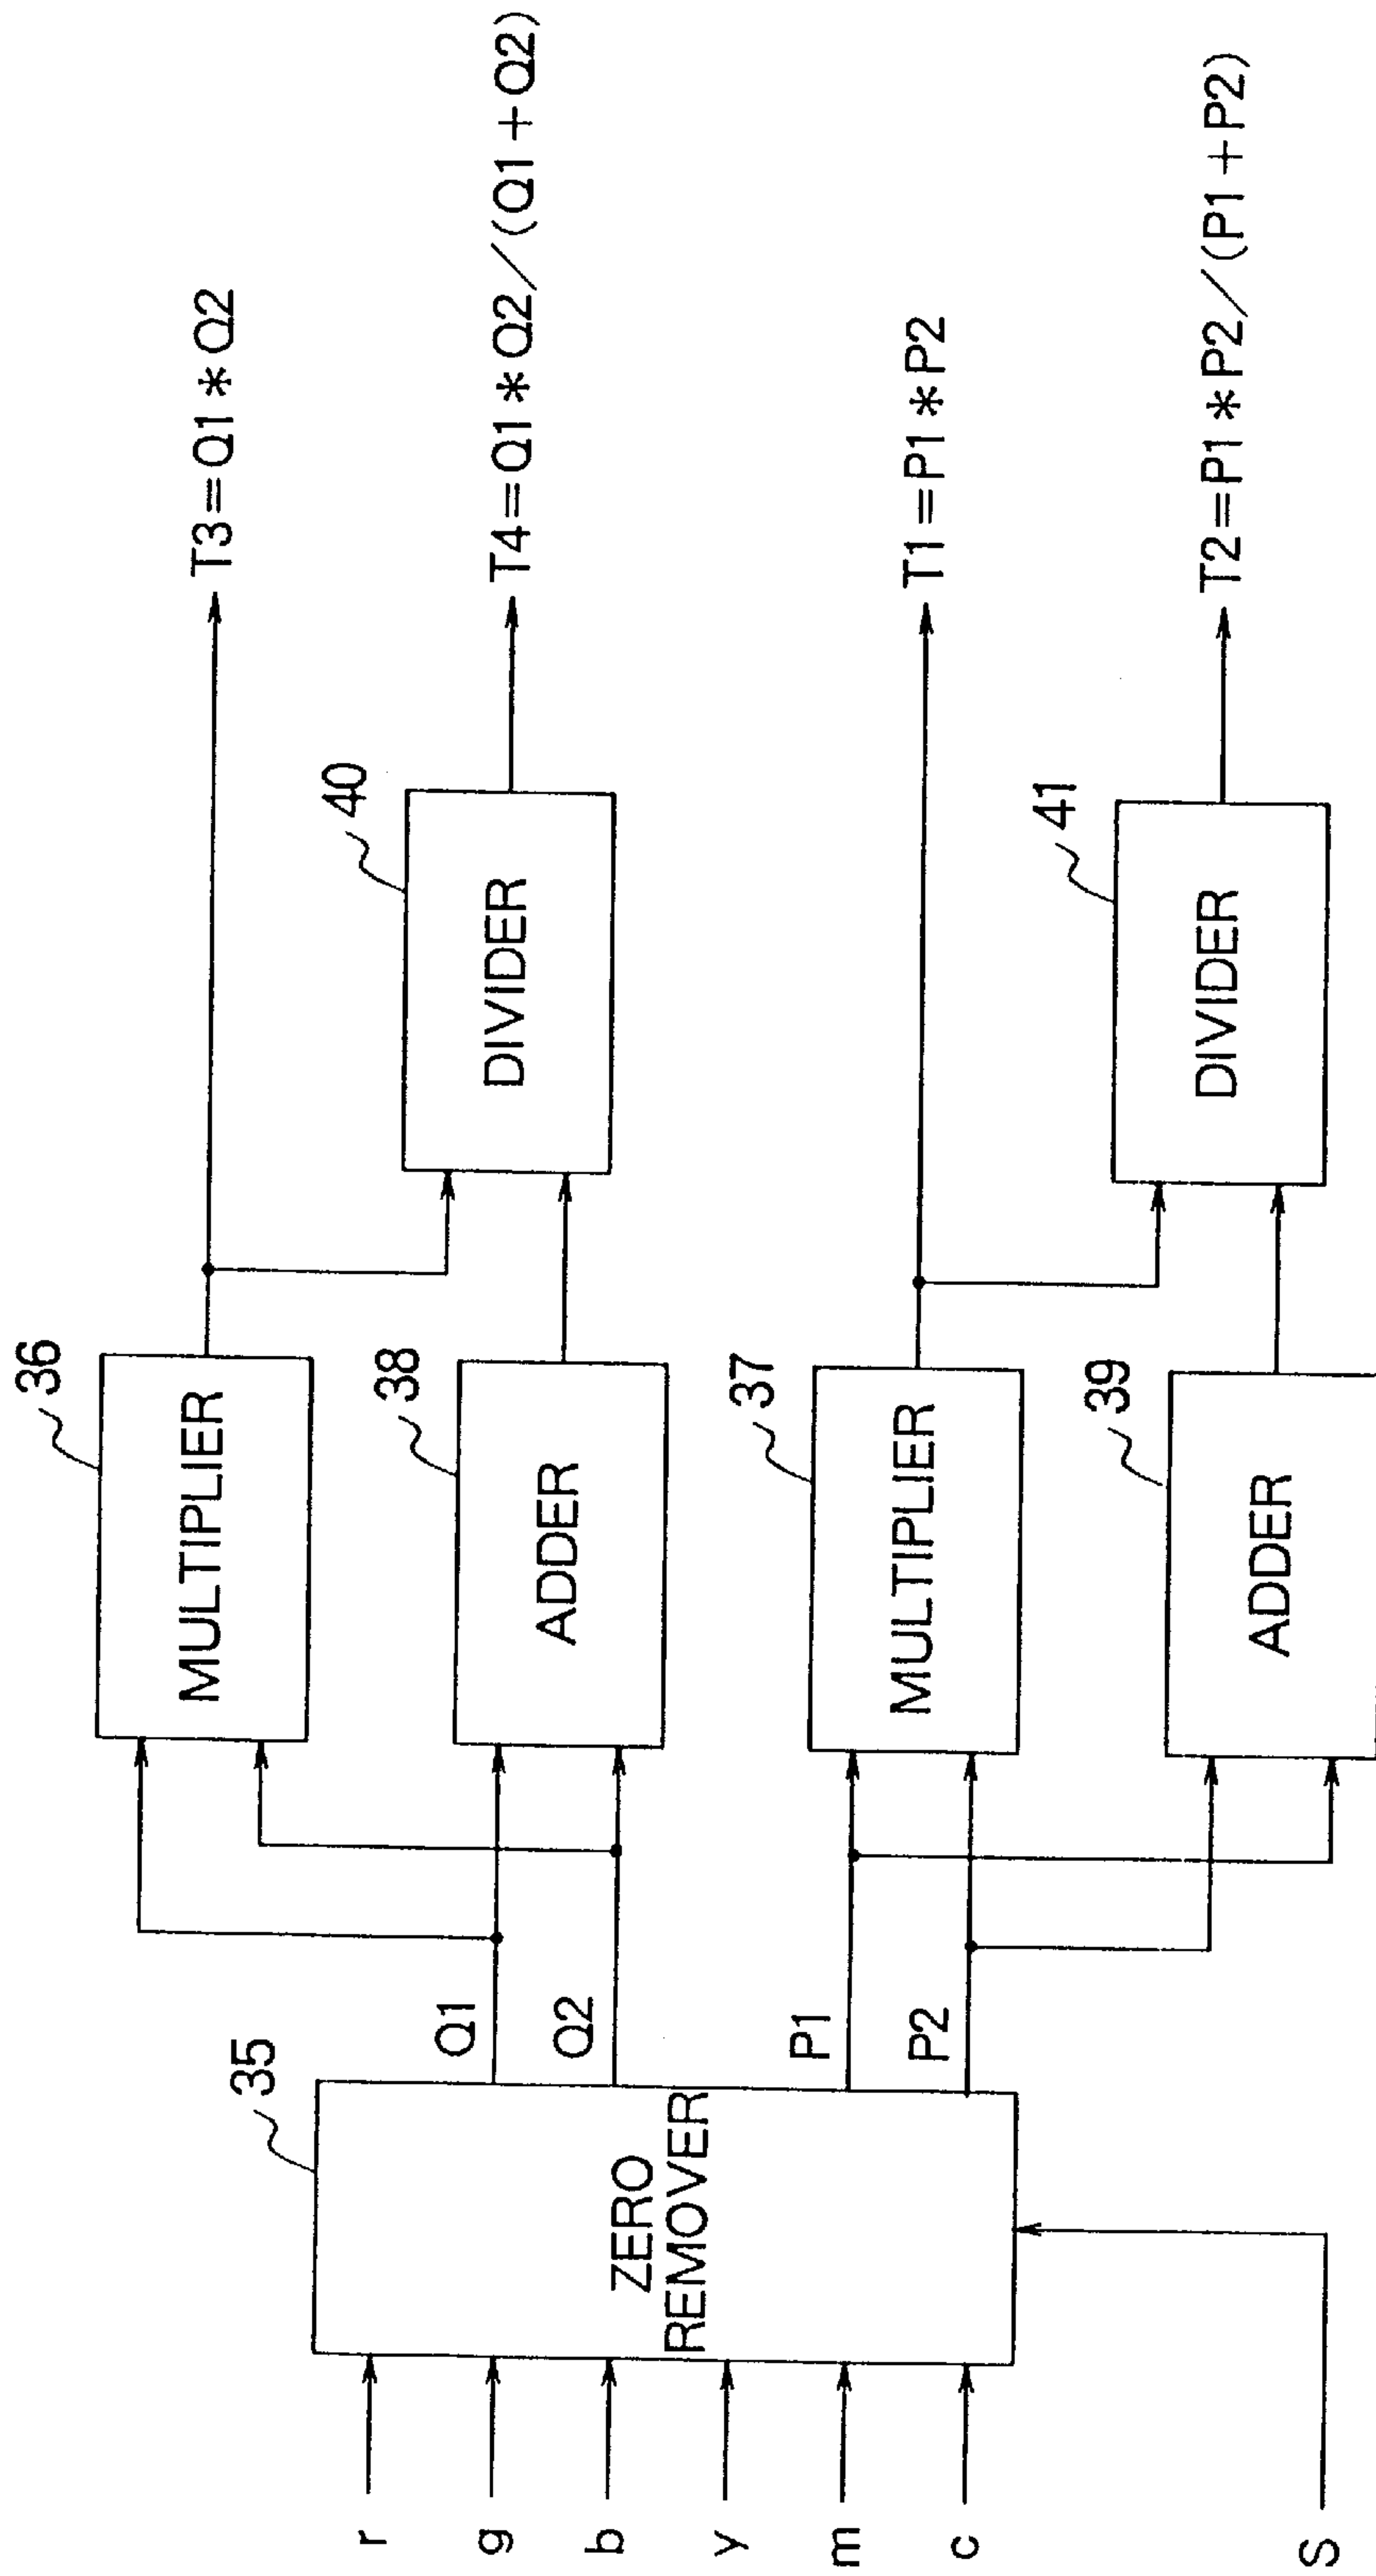 r
g
b
y
m
c
S
35
ZERO
REMOVER
Q1
Q2
P1
P2
36
MULTIPLIER
38
ADDER
37
MULTIPLIER
39
ADDER
40
DIVIDER
41
DIVIDER
T3=Q1*Q2
T4=Q1*Q2/(Q1+Q2)
T1=P1*P2
T2=P1*P2/(P1+P2)